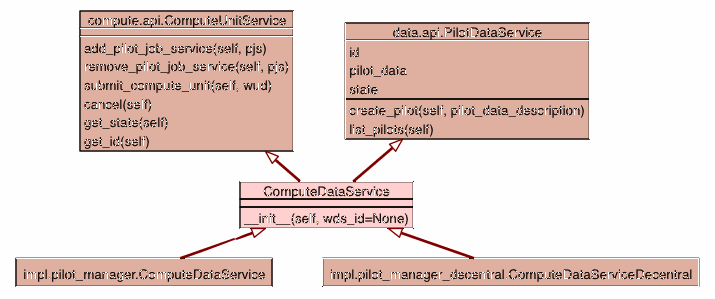 compute.api.ComputeUnitService
add_pilot_job_service(self, pjs)
remove_pilot_job_service(self, pjs)
submit_compute_unit(self, wud)
cancel(self)
get_state(self)
get_id(self)
data.api.PilotDataService
id
pilot_data
state
create_pilot(self, pilot_data_description)
list_pilots(self)
ComputeDataService
__init__(self, wds_id=None)
impl.pilot_manager.ComputeDataService
impl.pilot_manager_decentral.ComputeDataServiceDecentral